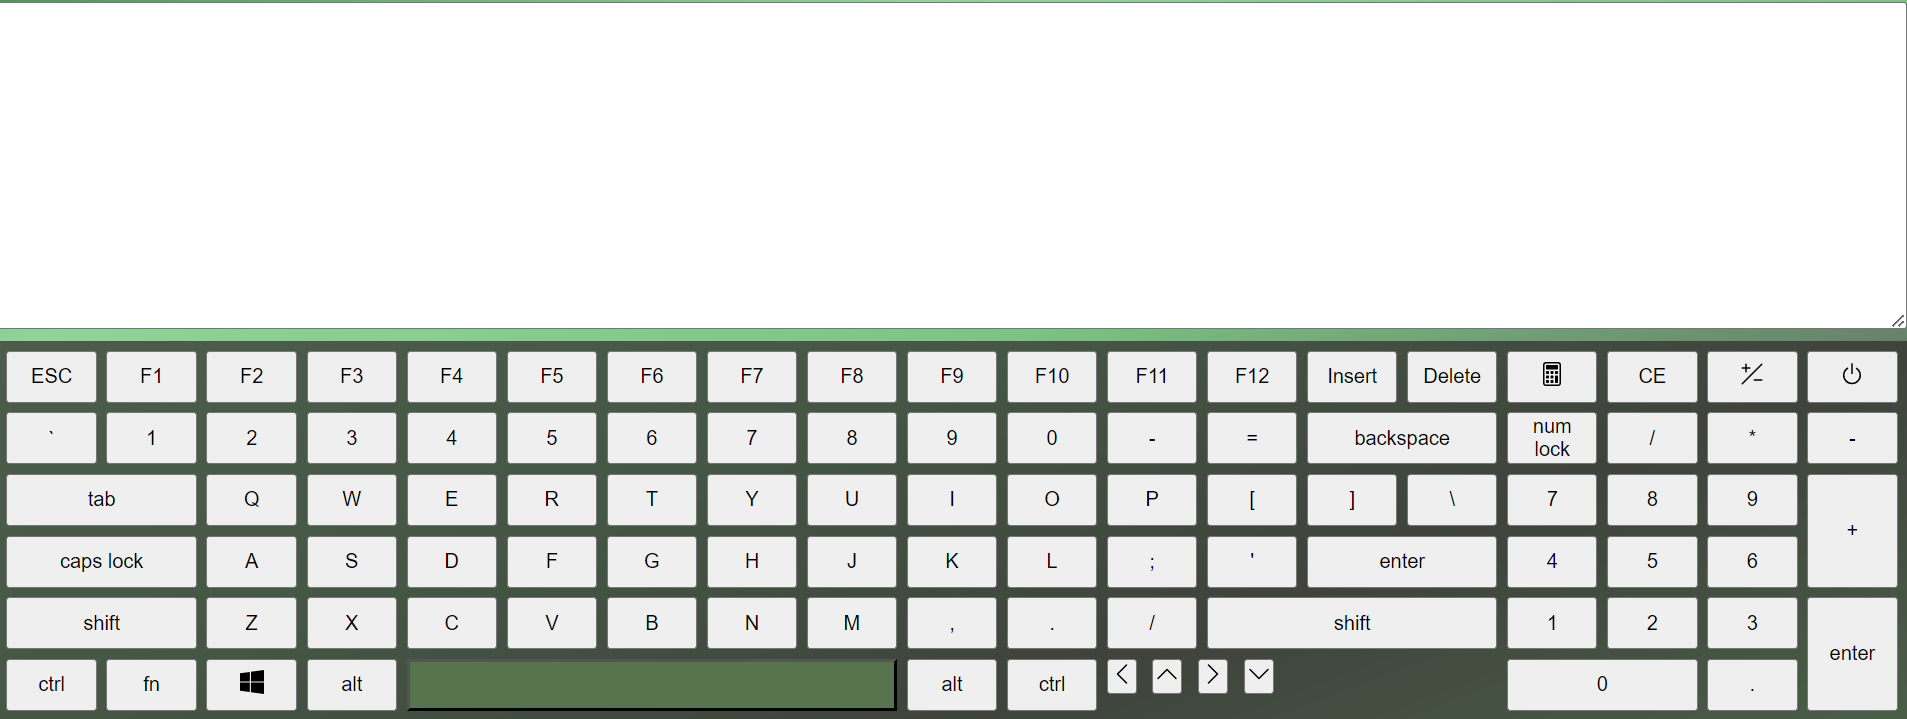 ESC F1 F2 F3 F4 F5 F6 F7 F8 F9 F10 F11 F12 Insert Delete CE
` 1 2 3 4 5 6 7 8 9 0 - = backspace num lock / * -
tab Q W E R T Y U I O P [ ] \ 7 8 9 +
caps lock A S D F G H J K L ; ' enter 4 5 6
shift Z X C V B N M , . / shift 1 2 3 enter
ctrl fn alt alt ctrl 0 .